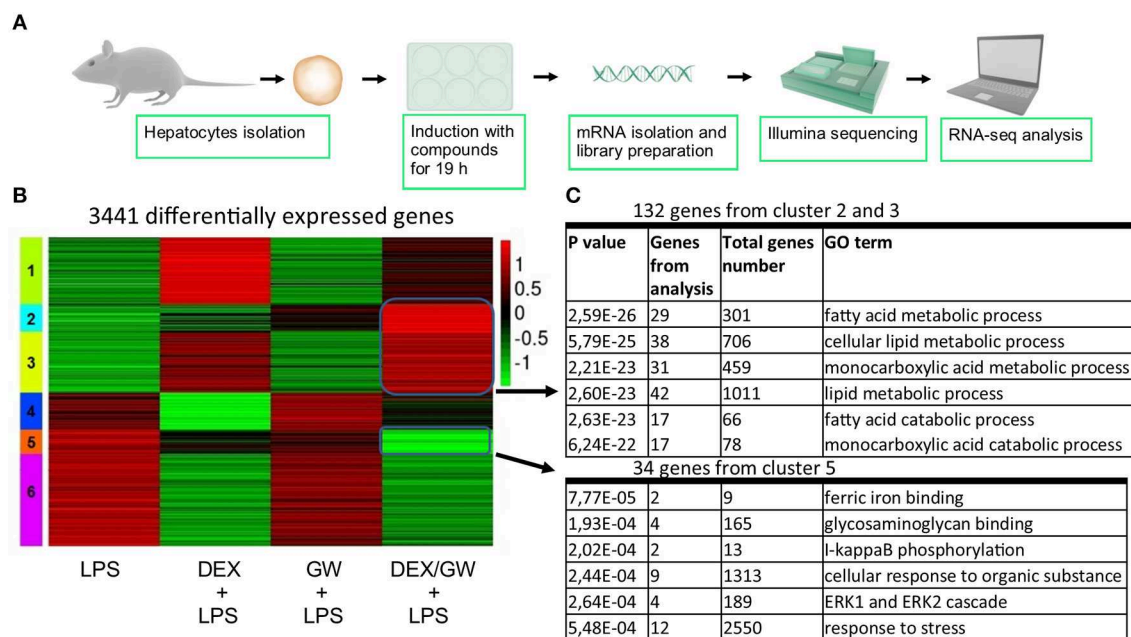 A
Hepatocytes isolation
Induction with
compounds
for 19 h
mRNA isolation and
library preparation
Illumina sequencing
RNA-seq analysis
B
3441 differentially expressed genes
1
2
3
4
5
6
1
0.5
0
-0.5
-1
LPS
DEX
+
LPS
GW
+
LPS
DEX/GW
+
LPS
C
132 genes from cluster 2 and 3
P value Genes from analysis Total genes number GO term
2,59E-26 29 301 fatty acid metabolic process
5,79E-25 38 706 cellular lipid metabolic process
2,21E-23 31 459 monocarboxylic acid metabolic process
2,60E-23 42 1011 lipid metabolic process
2,63E-23 17 66 fatty acid catabolic process
6,24E-22 17 78 monocarboxylic acid catabolic process
34 genes from cluster 5
7,77E-05 2 9 ferric iron binding
1,93E-04 4 165 glycosaminoglycan binding
2,02E-04 2 13 I-kappaB phosphorylation
2,44E-04 9 1313 cellular response to organic substance
2,64E-04 4 189 ERK1 and ERK2 cascade
5,48E-04 12 2550 response to stress